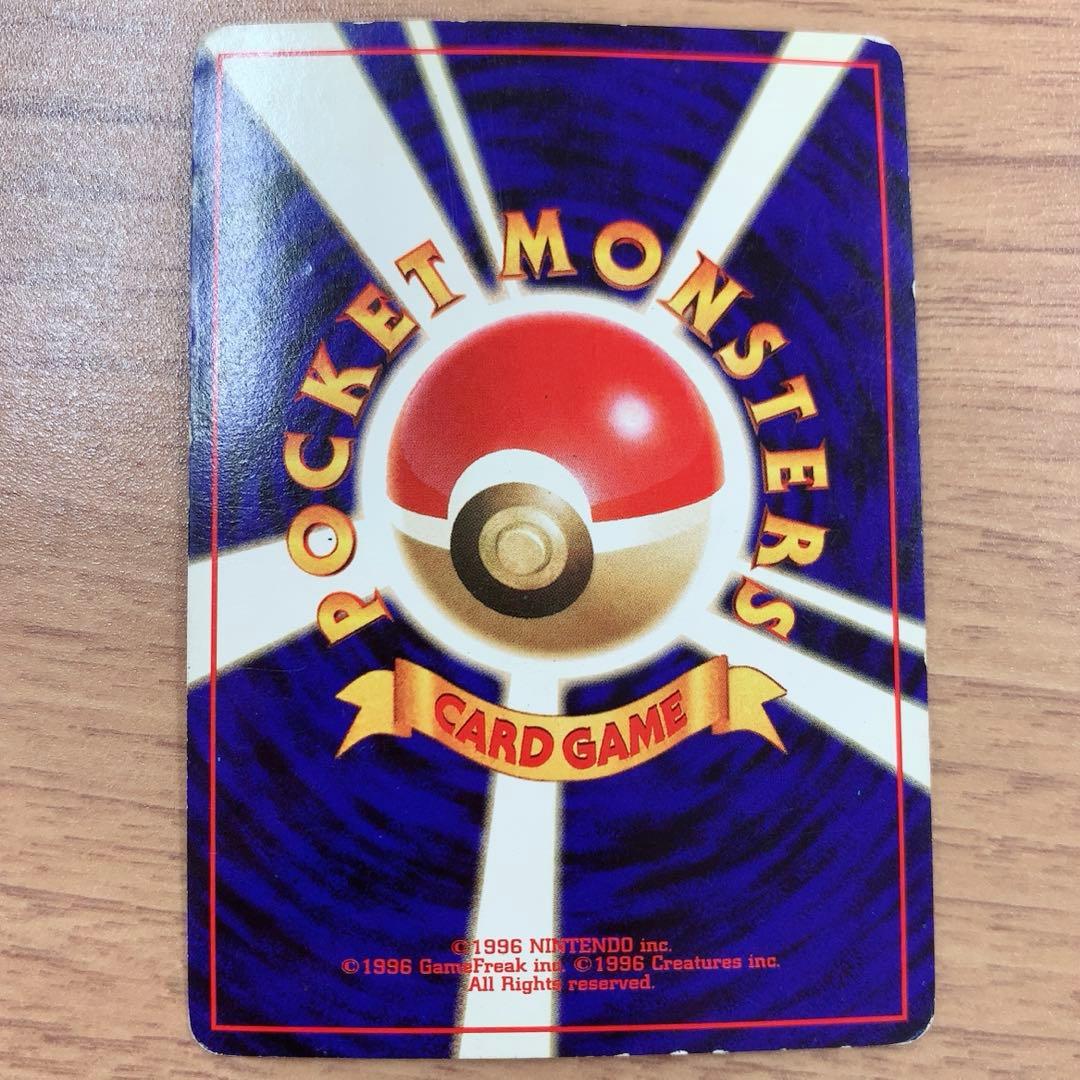 POCKET MONSTERS
CARD GAME
©1996 NINTENDO inc.
©1996 GameFreak inc. ©1996 Creatures inc.
All Rights reserved.